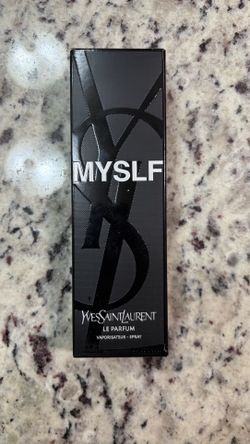 MYSLF
YVESSAINTLAURENT
LE PARFUM
VAPORISATEUR - SPRAY